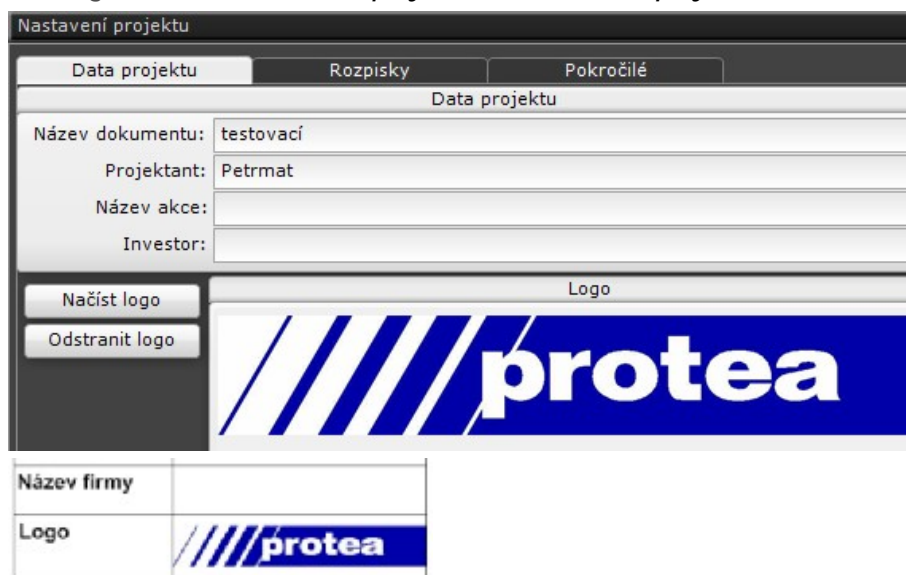 Nastavení projektu
Data projektu Rozpisky Pokročilé
Data projektu
Název dokumentu: testovací
Projektant: Petrmat
Název akce:
Investor:
Načíst logo
Logo
Odstranit logo
protea
Název firmy
Logo
protea